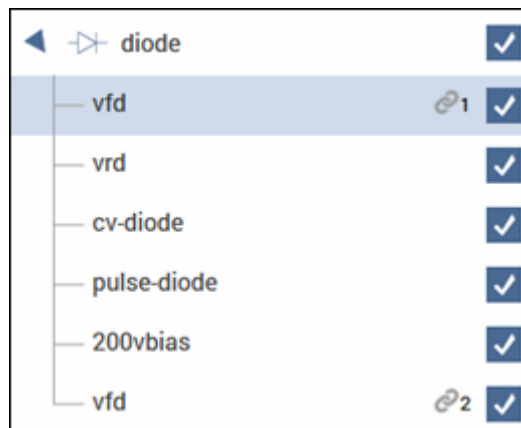 diode
vfd 1
vrd
cv-diode
pulse-diode
200vbias
vfd 2